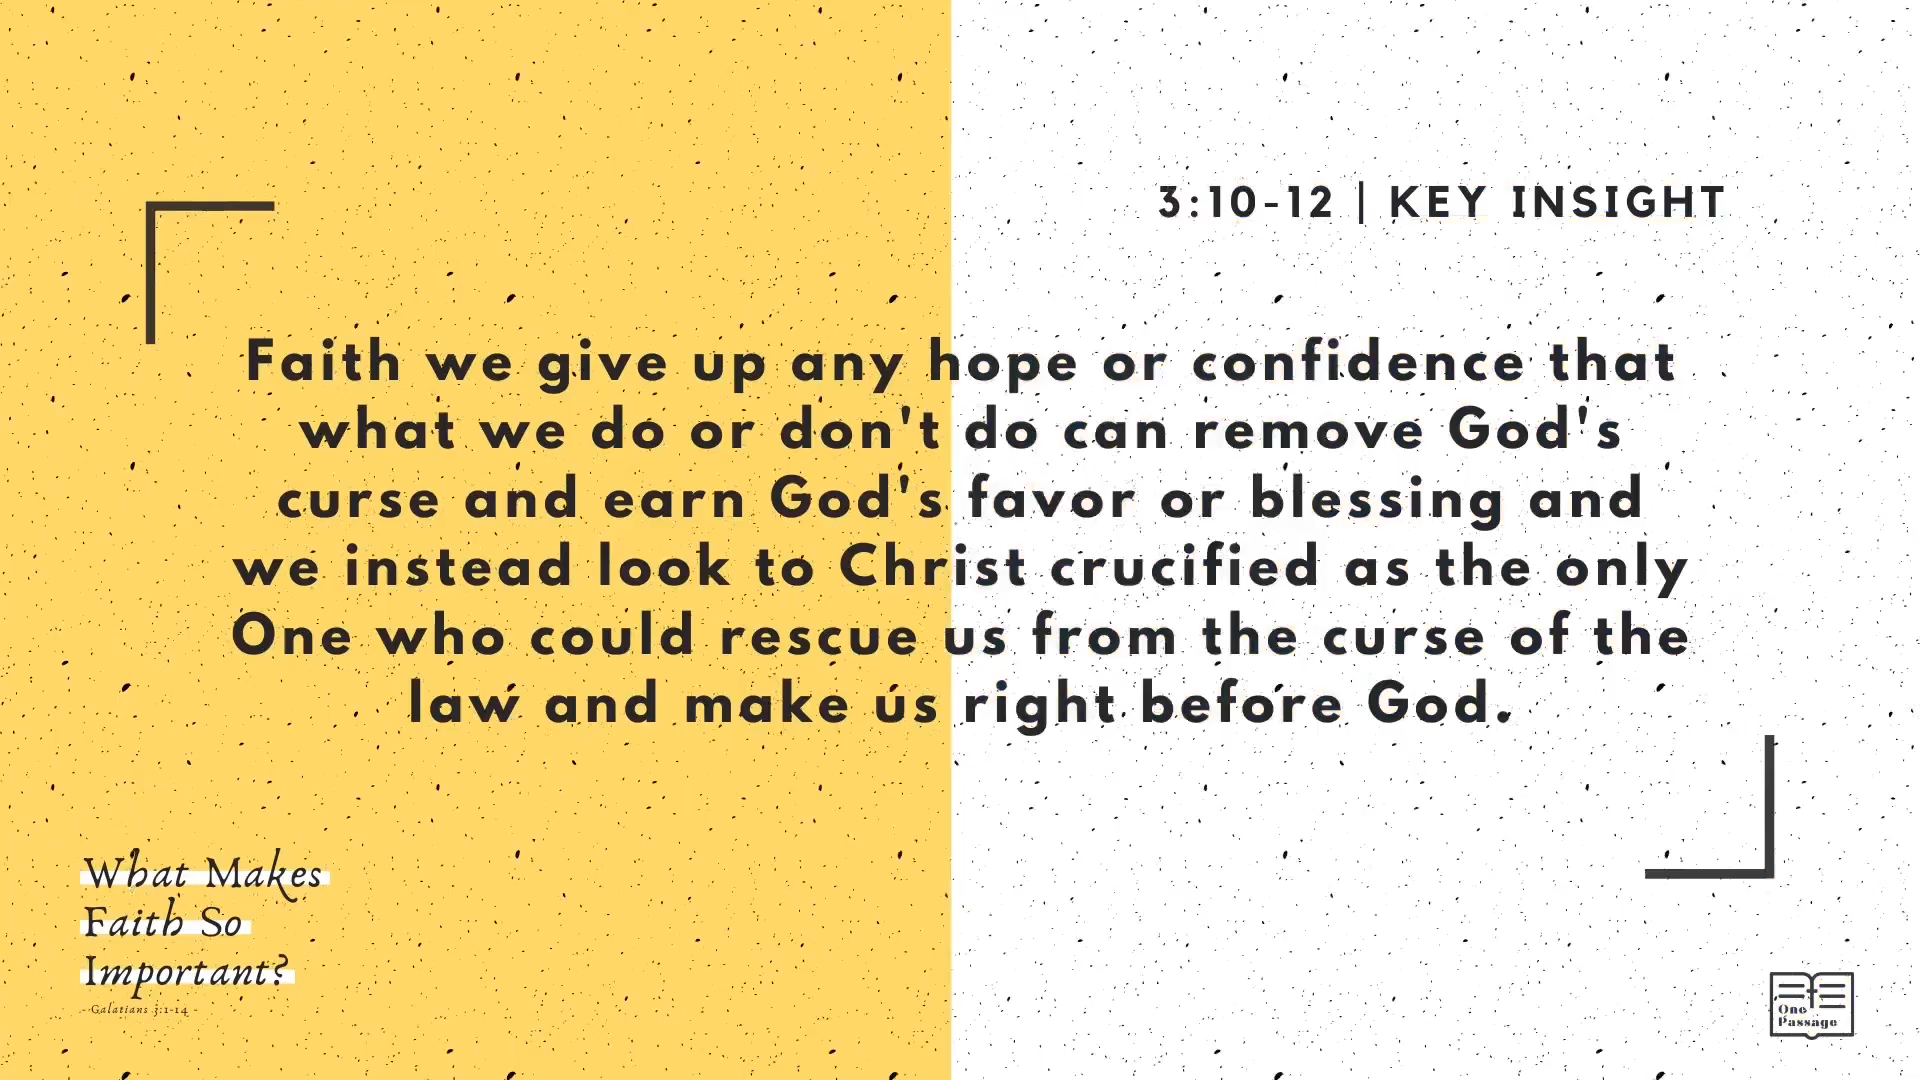 3:10-12 | KEY INSIGHT
Faith we give up any hope or confidence that
what we do or don't do can remove God's
curse and earn God's favor or blessing and
we instead look to Christ crucified as the only
One who could rescue us from the curse of the
law and make us right before God.
What Makes
Faith So
Important?
- Galatians 3:1-14 -
One
Passage